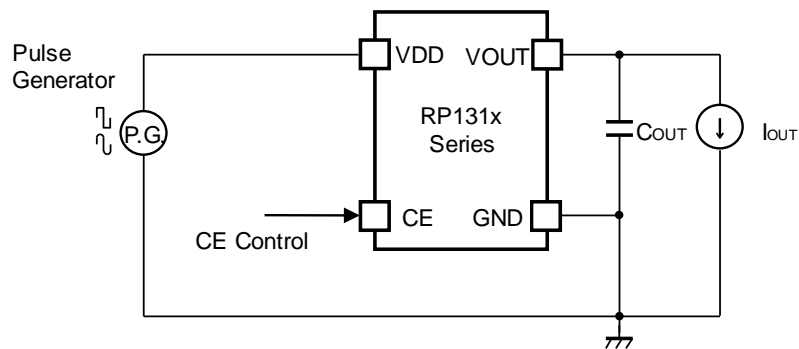 Pulse
Generator
P.G.
VDD
VOUT
RP131x
Series
COUT
IOUT
CE
GND
CE Control